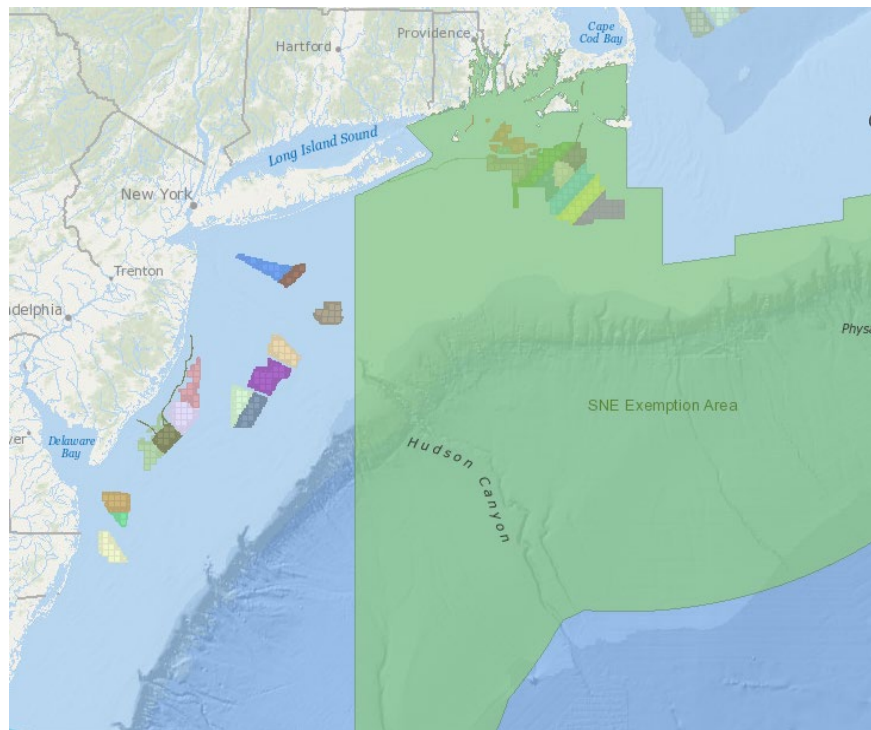 Cape
Cod Bay
Providence
Hartford
Long Island Sound
New York
Trenton
adelphia
Physa
SNE Exemption Area
Delaware
Bay
ver
Hudson Canyon